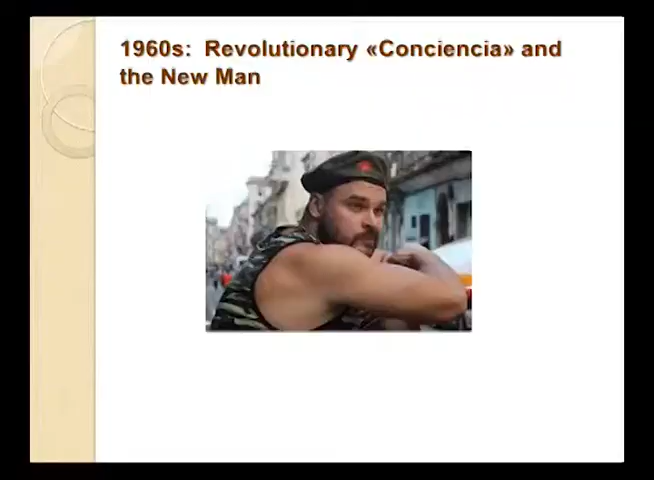 1960s: Revolutionary «Conciencia» and
the New Man